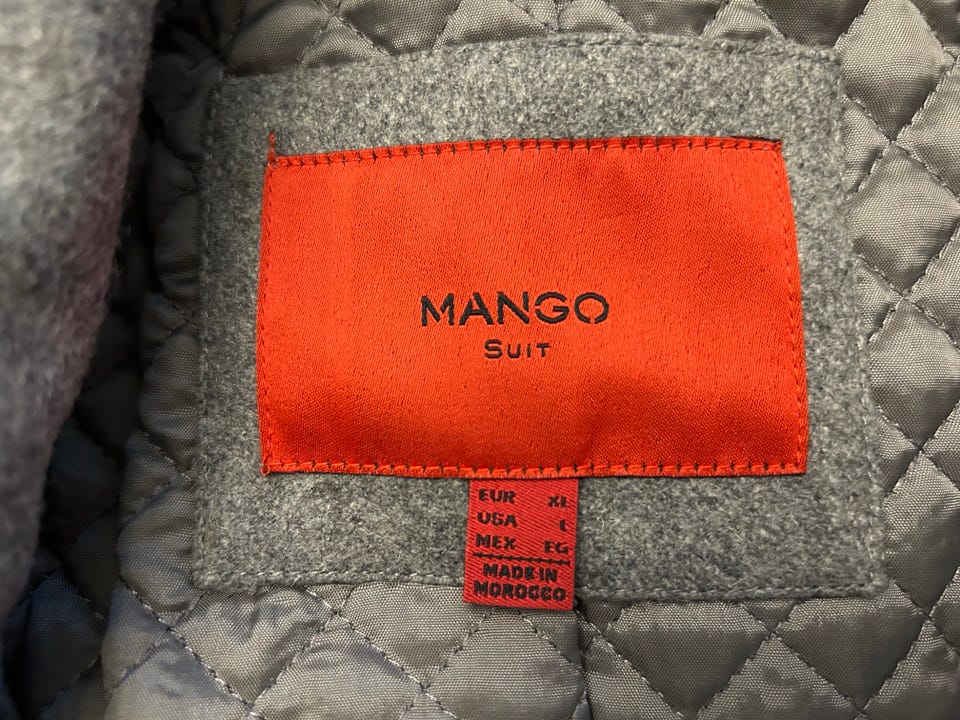 MANGO
SUIT
EUR XL
USA L
MEX EG
MADE IN
MOROCCO